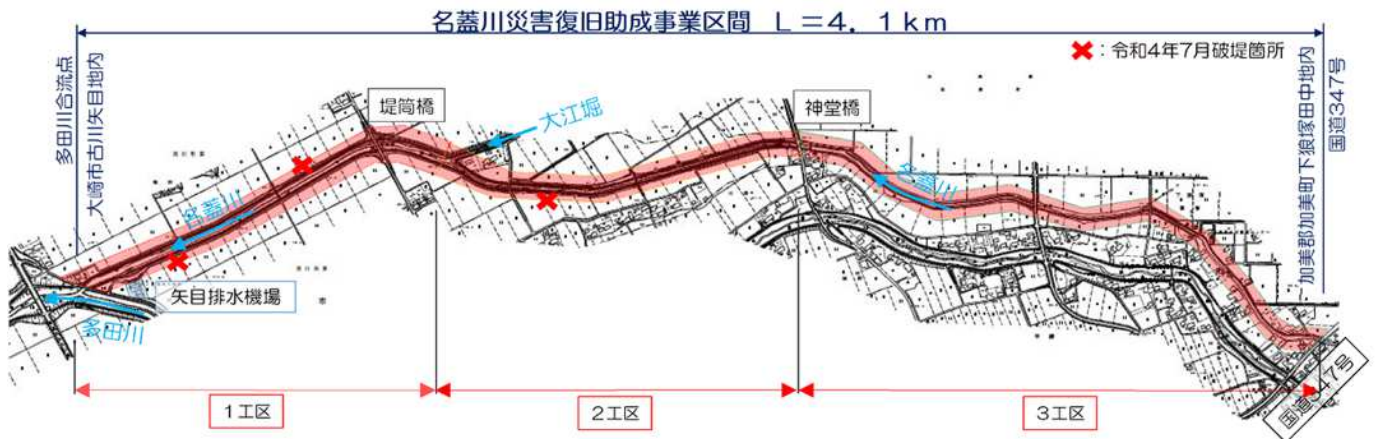 名蓋川災害復旧助成事業区間 L=4.1km
多田川合流点
大崎市古川矢目地内
✖:令和4年7月破堤箇所
加美郡加美町下狼塚田中地内
国道347号
堤筒橋
大江堀
神堂橋
名蓋川
名蓋川
矢目排水機場
多田川
国道347号
1工区
2工区
3工区